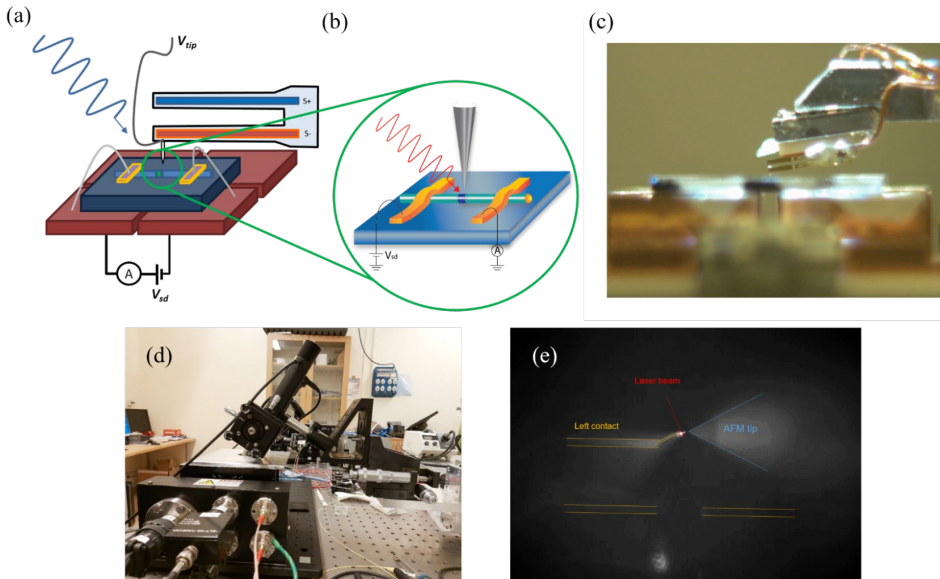 (a)
V_tip
S+
S-
A
V_sd
(b)
V_sd
A
(c)
(d)
(e)
Laser beam
Left contact
AFM tip